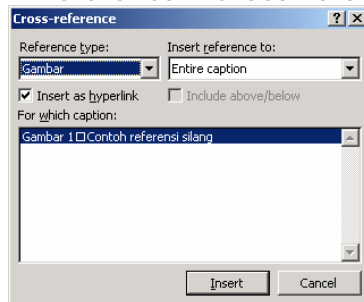 Cross-reference
Reference type: Insert reference to:
Gambar Entire caption
Insert as hyperlink Include above/below
For which caption:
Gambar 1□Contoh referensi silang
Insert Cancel